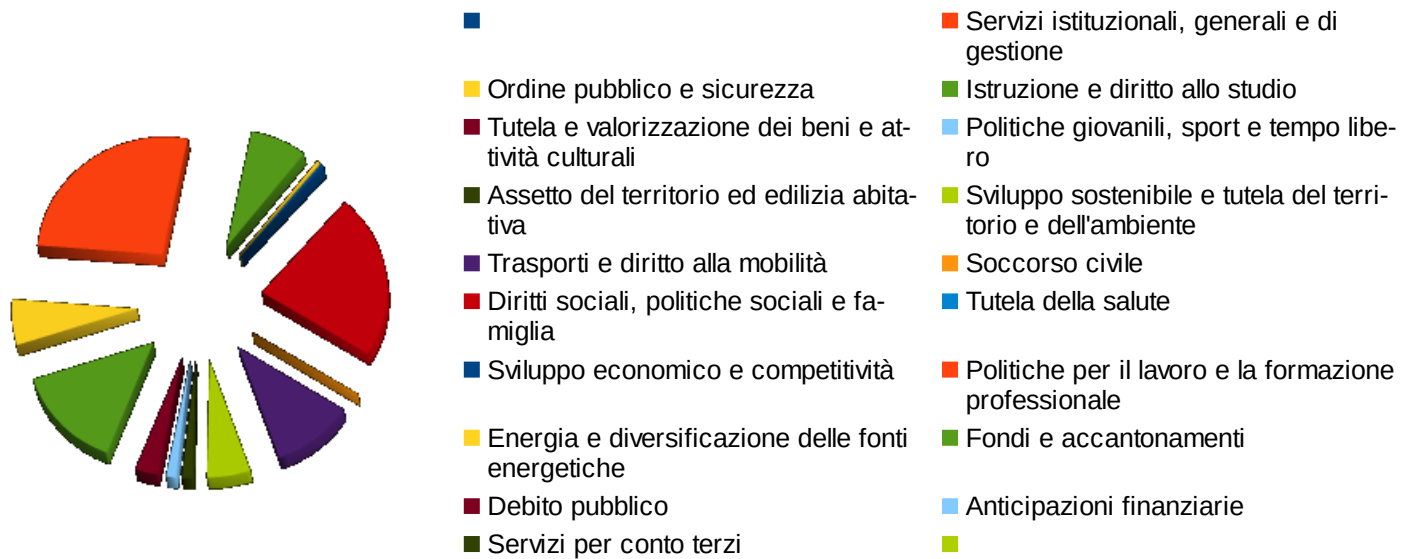 Servizi istituzionali, generali e di
gestione
Ordine pubblico e sicurezza
Istruzione e diritto allo studio
Tutela e valorizzazione dei beni e at-
tività culturali
Politiche giovanili, sport e tempo libe-
ro
Assetto del territorio ed edilizia abita-
tiva
Sviluppo sostenibile e tutela del terri-
torio e dell'ambiente
Trasporti e diritto alla mobilità
Soccorso civile
Diritti sociali, politiche sociali e fa-
miglia
Tutela della salute
Sviluppo economico e competitività
Politiche per il lavoro e la formazione
professionale
Energia e diversificazione delle fonti
energetiche
Fondi e accantonamenti
Debito pubblico
Anticipazioni finanziarie
Servizi per conto terzi